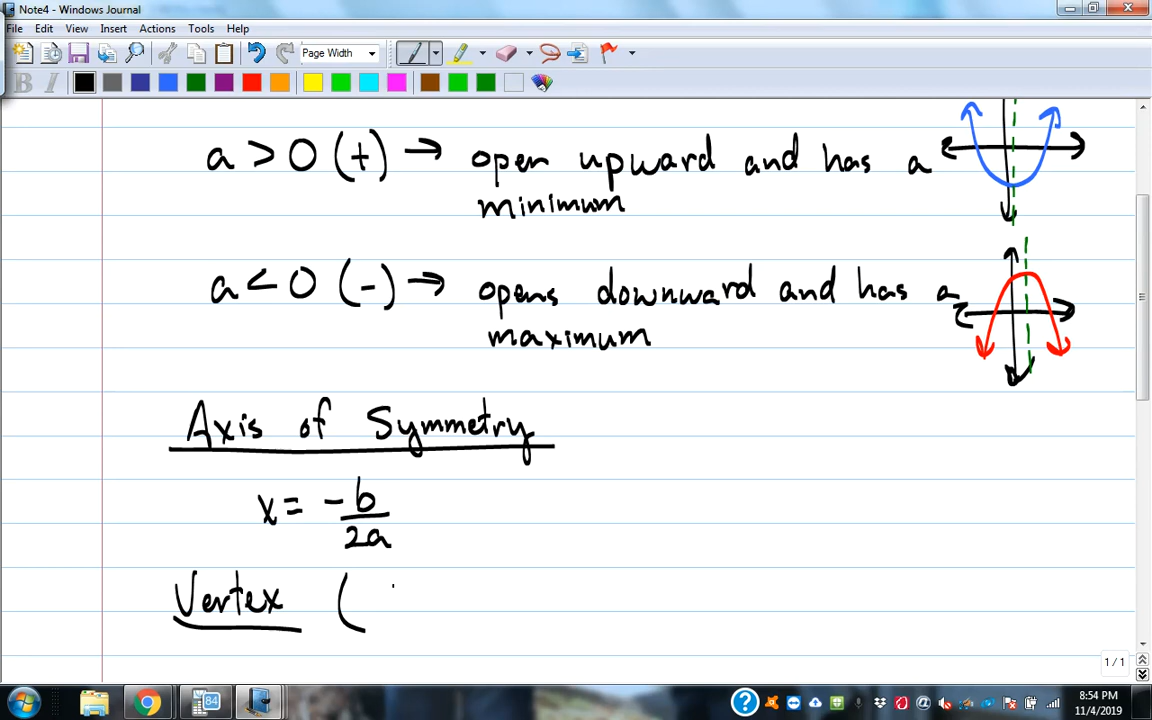 Note4 - Windows Journal
File Edit View Insert Actions Tools Help
Page Width
B I
a > 0 (+) → open upward and has a
minimum
a < 0 (-) → opens downward and has a
maximum
Axis of Symmetry
x = -b/2a
Vertex (
1 / 1
84
8:54 PM
11/4/2019